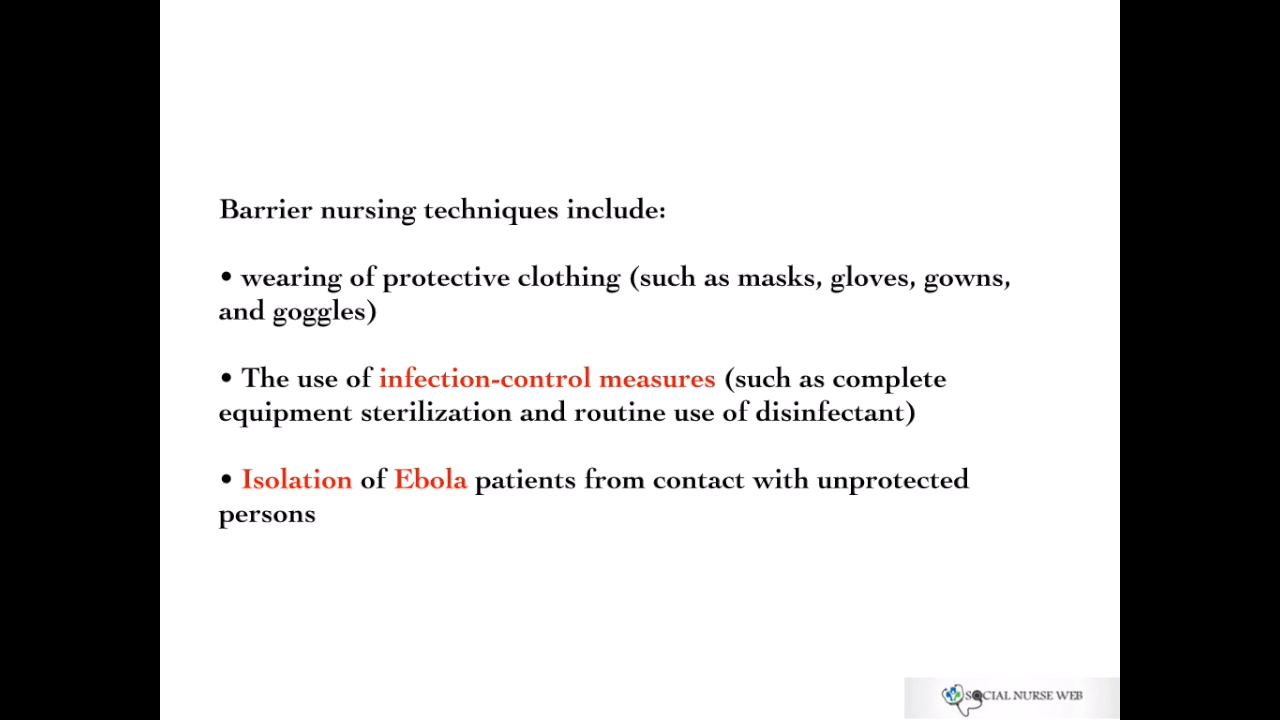 Barrier nursing techniques include:
• wearing of protective clothing (such as masks, gloves, gowns,
and goggles)
• The use of infection-control measures (such as complete
equipment sterilization and routine use of disinfectant)
• Isolation of Ebola patients from contact with unprotected
persons
SOCIAL NURSE WEB